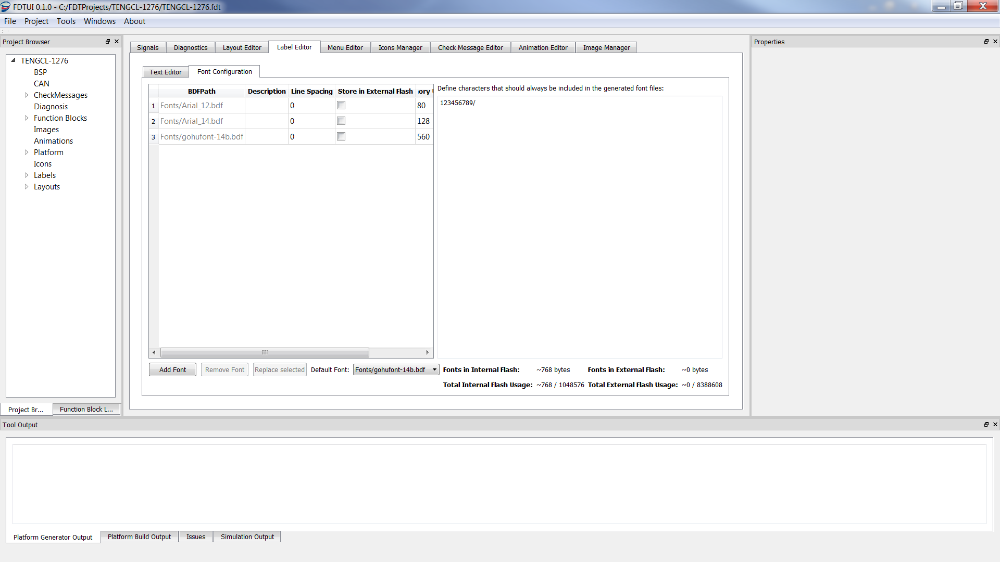 FDTUI 0.1.0 - C:/FDTProjects/TENGCL-1276/TENGCL-1276.fdt
File Project Tools Windows About
Project Browser
TENGCL-1276
BSP
CAN
CheckMessages
Diagnosis
Function Blocks
Images
Animations
Platform
Icons
Labels
Layouts
Project Br...
Function Block L...
Signals
Diagnostics
Layout Editor
Label Editor
Menu Editor
Icons Manager
Check Message Editor
Animation Editor
Image Manager
Text Editor
Font Configuration
BDFPath Description Line Spacing Store in External Flash ory
1 Fonts/Arial_12.bdf 0 80
2 Fonts/Arial_14.bdf 0 128
3 Fonts/gohufont-14b.bdf 0 560
Define characters that should always be included in the generated font files:
123456789/
Add Font
Remove Font
Replace selected
Default Font:
Fonts/gohufont-14b.bdf
Fonts in Internal Flash: ~768 bytes Fonts in External Flash: ~0 bytes
Total Internal Flash Usage: ~768 / 1048576 Total External Flash Usage: ~0 / 8388608
Properties
Tool Output
Platform Generator Output
Platform Build Output
Issues
Simulation Output